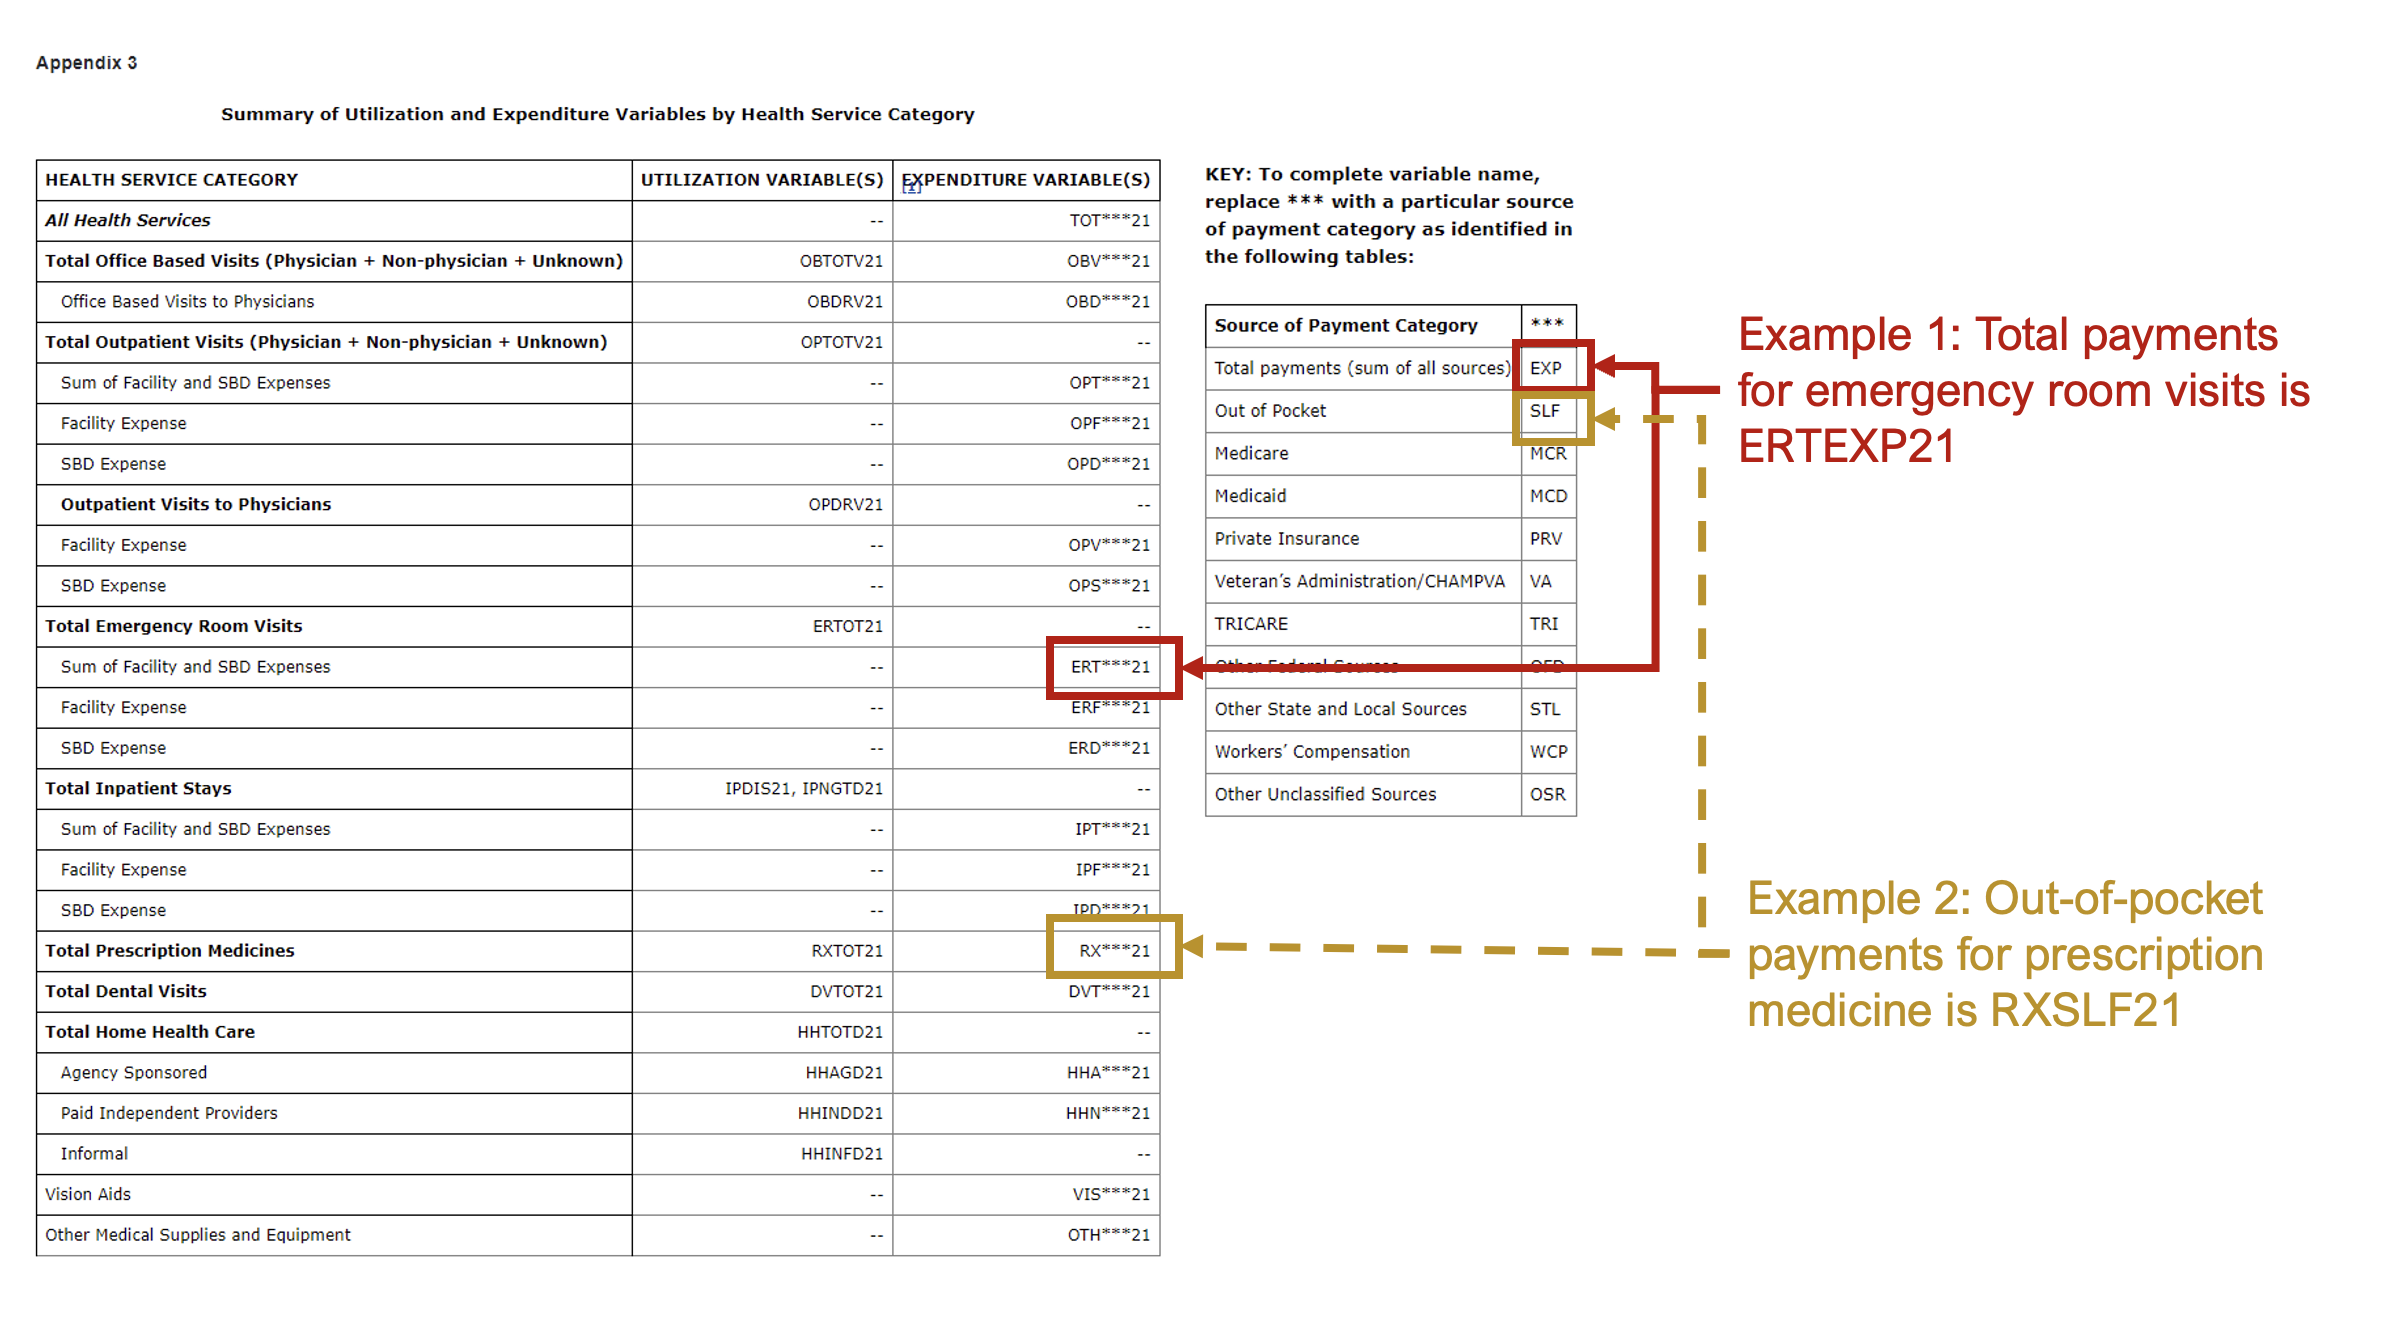 Appendix 3
Summary of Utilization and Expenditure Variables by Health Service Category
HEALTH SERVICE CATEGORY UTILIZATION VARIABLE(S) EXPENDITURE VARIABLE(S)
[1]
All Health Services -- TOT***21
Total Office Based Visits (Physician + Non-physician + Unknown) OBTOTV21 OBV***21
Office Based Visits to Physicians OBDRV21 OBD***21
Total Outpatient Visits (Physician + Non-physician + Unknown) OPTOTV21 --
Sum of Facility and SBD Expenses -- OPT***21
Facility Expense -- OPF***21
SBD Expense -- OPD***21
Outpatient Visits to Physicians OPDRV21 --
Facility Expense -- OPV***21
SBD Expense -- OPS***21
Total Emergency Room Visits ERTOT21 --
Sum of Facility and SBD Expenses -- ERT***21
Facility Expense -- ERF***21
SBD Expense -- ERD***21
Total Inpatient Stays IPDIS21, IPNGTD21 --
Sum of Facility and SBD Expenses -- IPT***21
Facility Expense -- IPF***21
SBD Expense -- IPD***21
Total Prescription Medicines RXTOT21 RX***21
Total Dental Visits DVTOT21 DVT***21
Total Home Health Care HHTOTD21 --
Agency Sponsored HHAGD21 HHA***21
Paid Independent Providers HHINDD21 HHN***21
Informal HHINFD21 --
Vision Aids -- VIS***21
Other Medical Supplies and Equipment -- OTH***21
KEY: To complete variable name,
replace *** with a particular source
of payment category as identified in
the following tables:
Source of Payment Category ***
Total payments (sum of all sources) EXP
Out of Pocket SLF
Medicare MCR
Medicaid MCD
Private Insurance PRV
Veteran’s Administration/CHAMPVA VA
TRICARE TRI
Other Federal Sources OFD
Other State and Local Sources STL
Workers’ Compensation WCP
Other Unclassified Sources OSR
Example 1: Total payments
for emergency room visits is
ERTEXP21
Example 2: Out-of-pocket
payments for prescription
medicine is RXSLF21